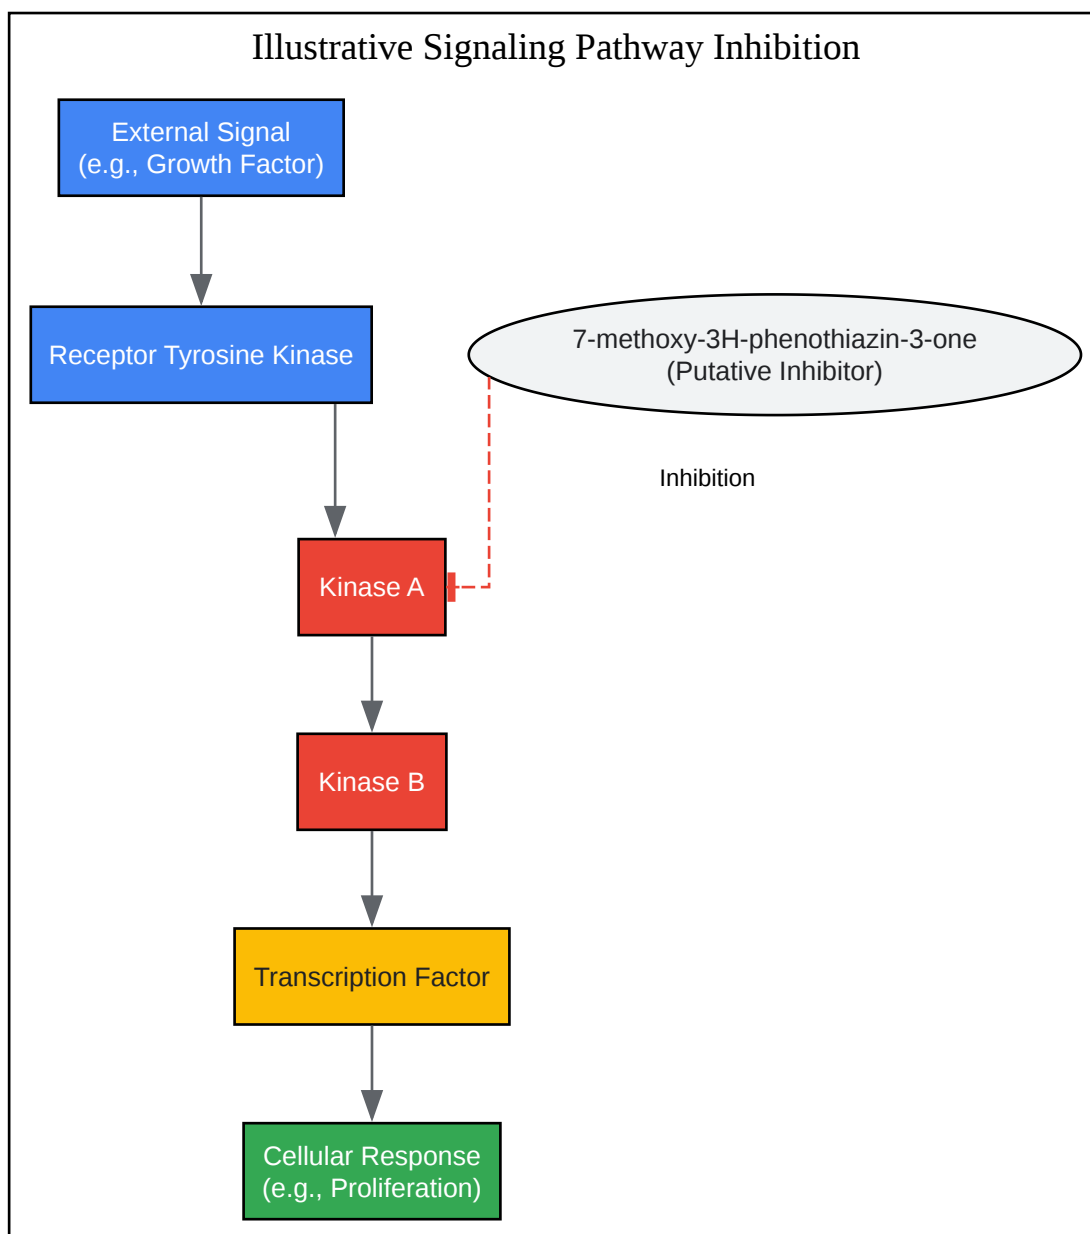 Illustrative Signaling Pathway Inhibition
External Signal
(e.g., Growth Factor)
Receptor Tyrosine Kinase
7-methoxy-3H-phenothiazin-3-one
(Putative Inhibitor)
Inhibition
Kinase A
Kinase B
Transcription Factor
Cellular Response
(e.g., Proliferation)